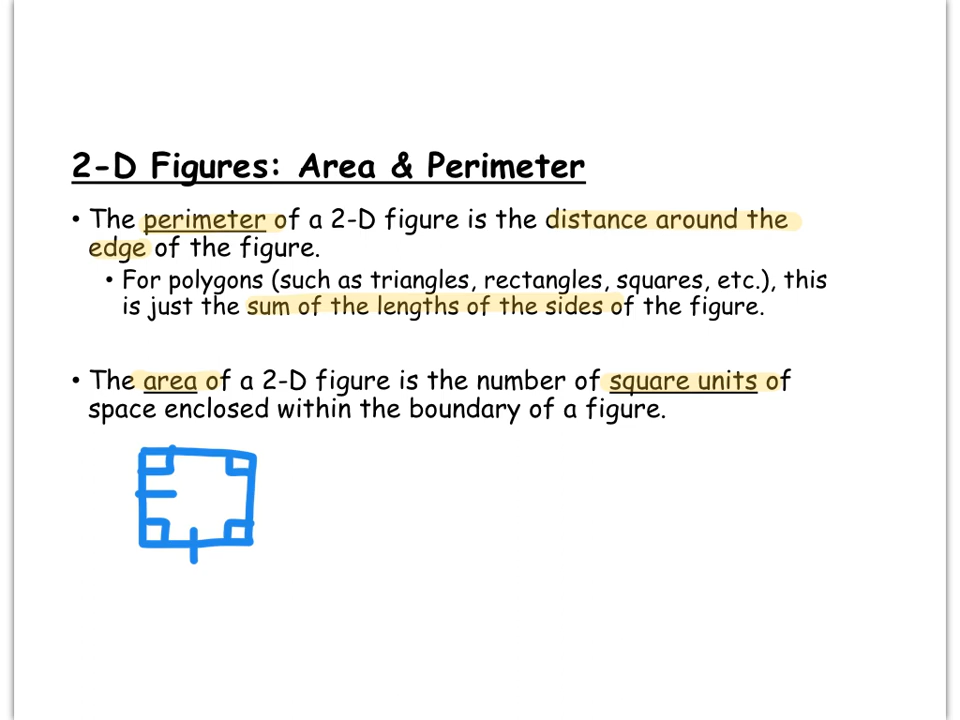 2-D Figures: Area & Perimeter
• The perimeter of a 2-D figure is the distance around the
edge of the figure.
• For polygons (such as triangles, rectangles, squares, etc.), this
is just the sum of the lengths of the sides of the figure.
• The area of a 2-D figure is the number of square units of
space enclosed within the boundary of a figure.